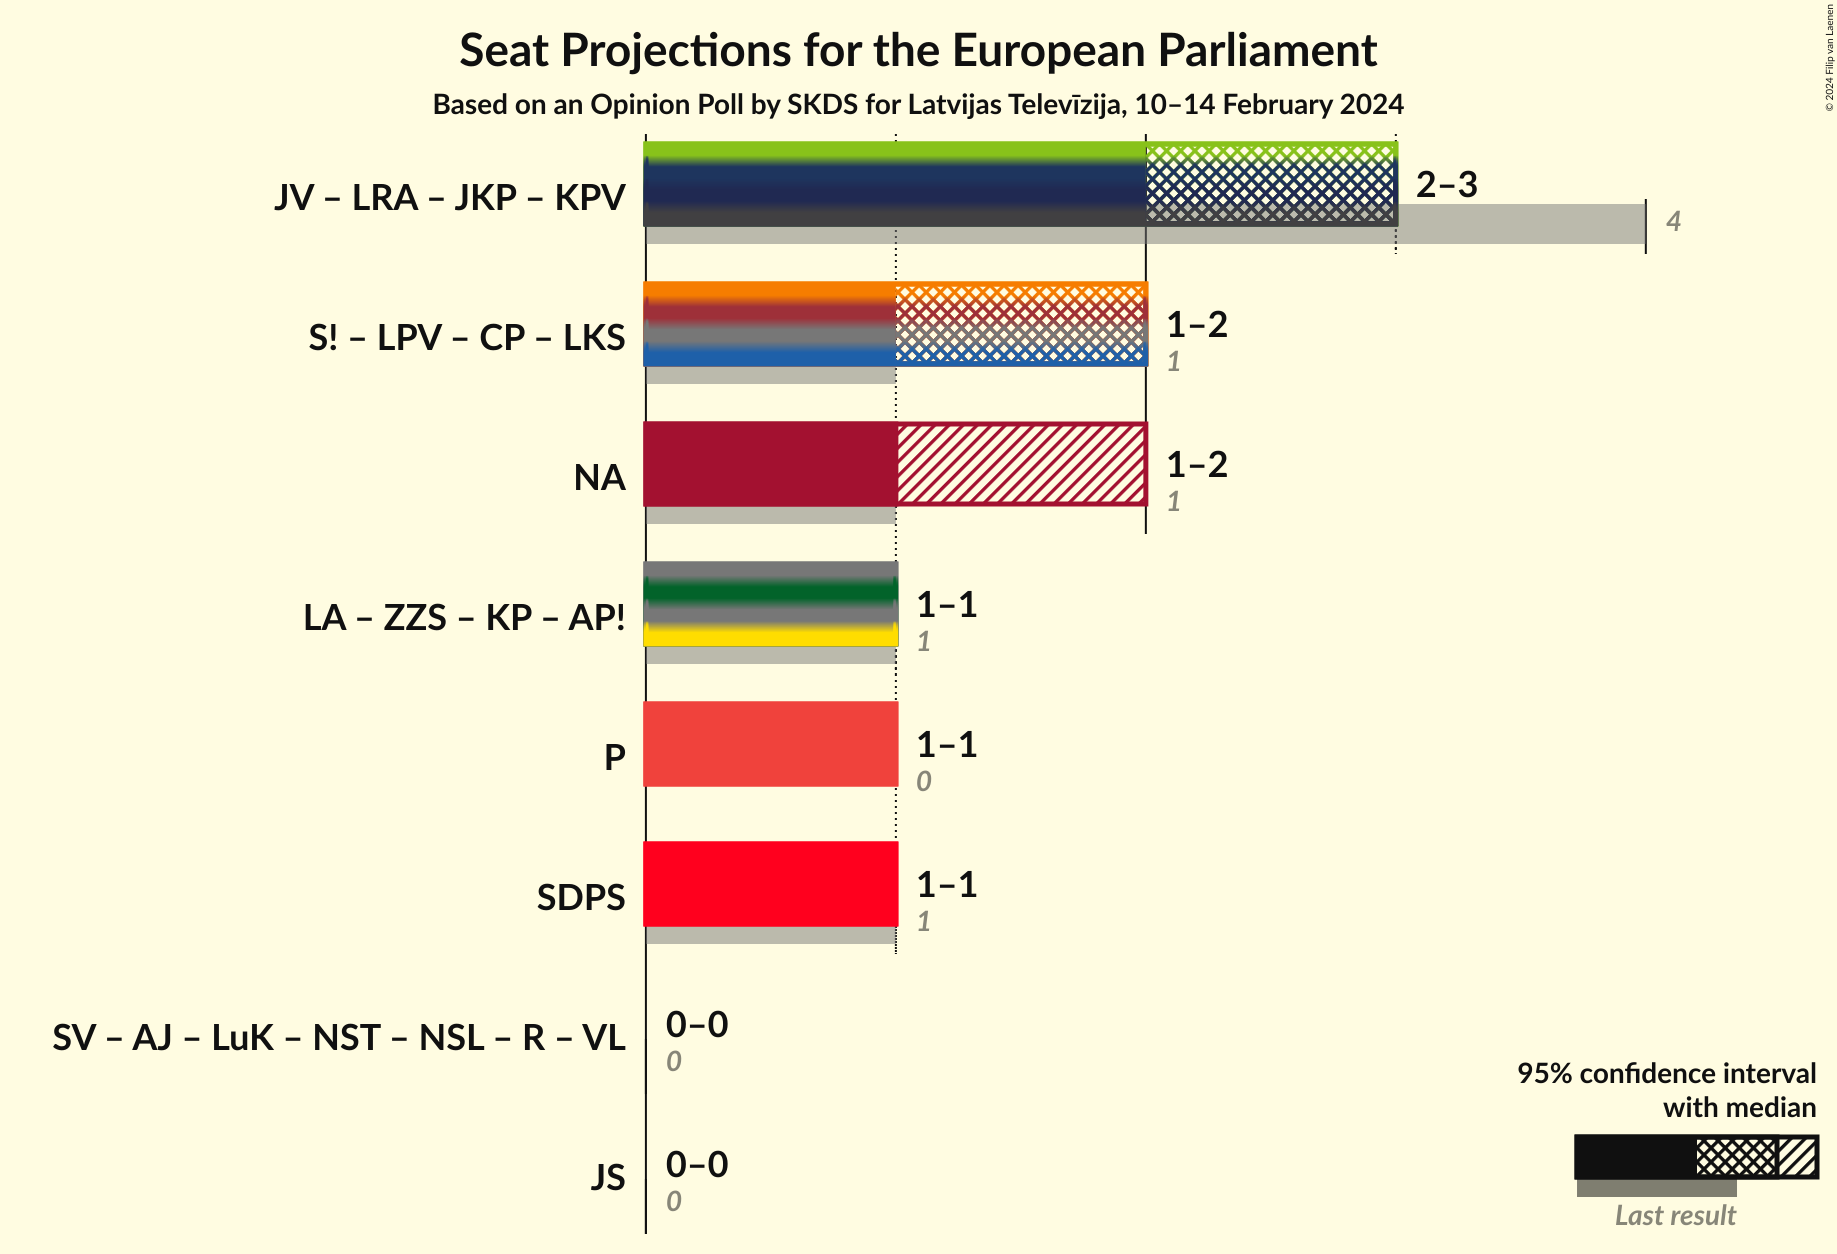 Seat Projections for the European Parliament
Based on an Opinion Poll by SKDS for Latvijas Televīzija, 10–14 February 2024
© 2024 Filip van Laenen
JV – LRA – JKP – KPV
2–3
4
S! – LPV – CP – LKS
1–2
1
NA
1–2
1
LA – ZZS – KP – AP!
1–1
1
P
1–1
0
SDPS
1–1
1
SV – AJ – LuK – NST – NSL – R – VL
0–0
0
JS
0–0
0
95% confidence interval
with median
Last result